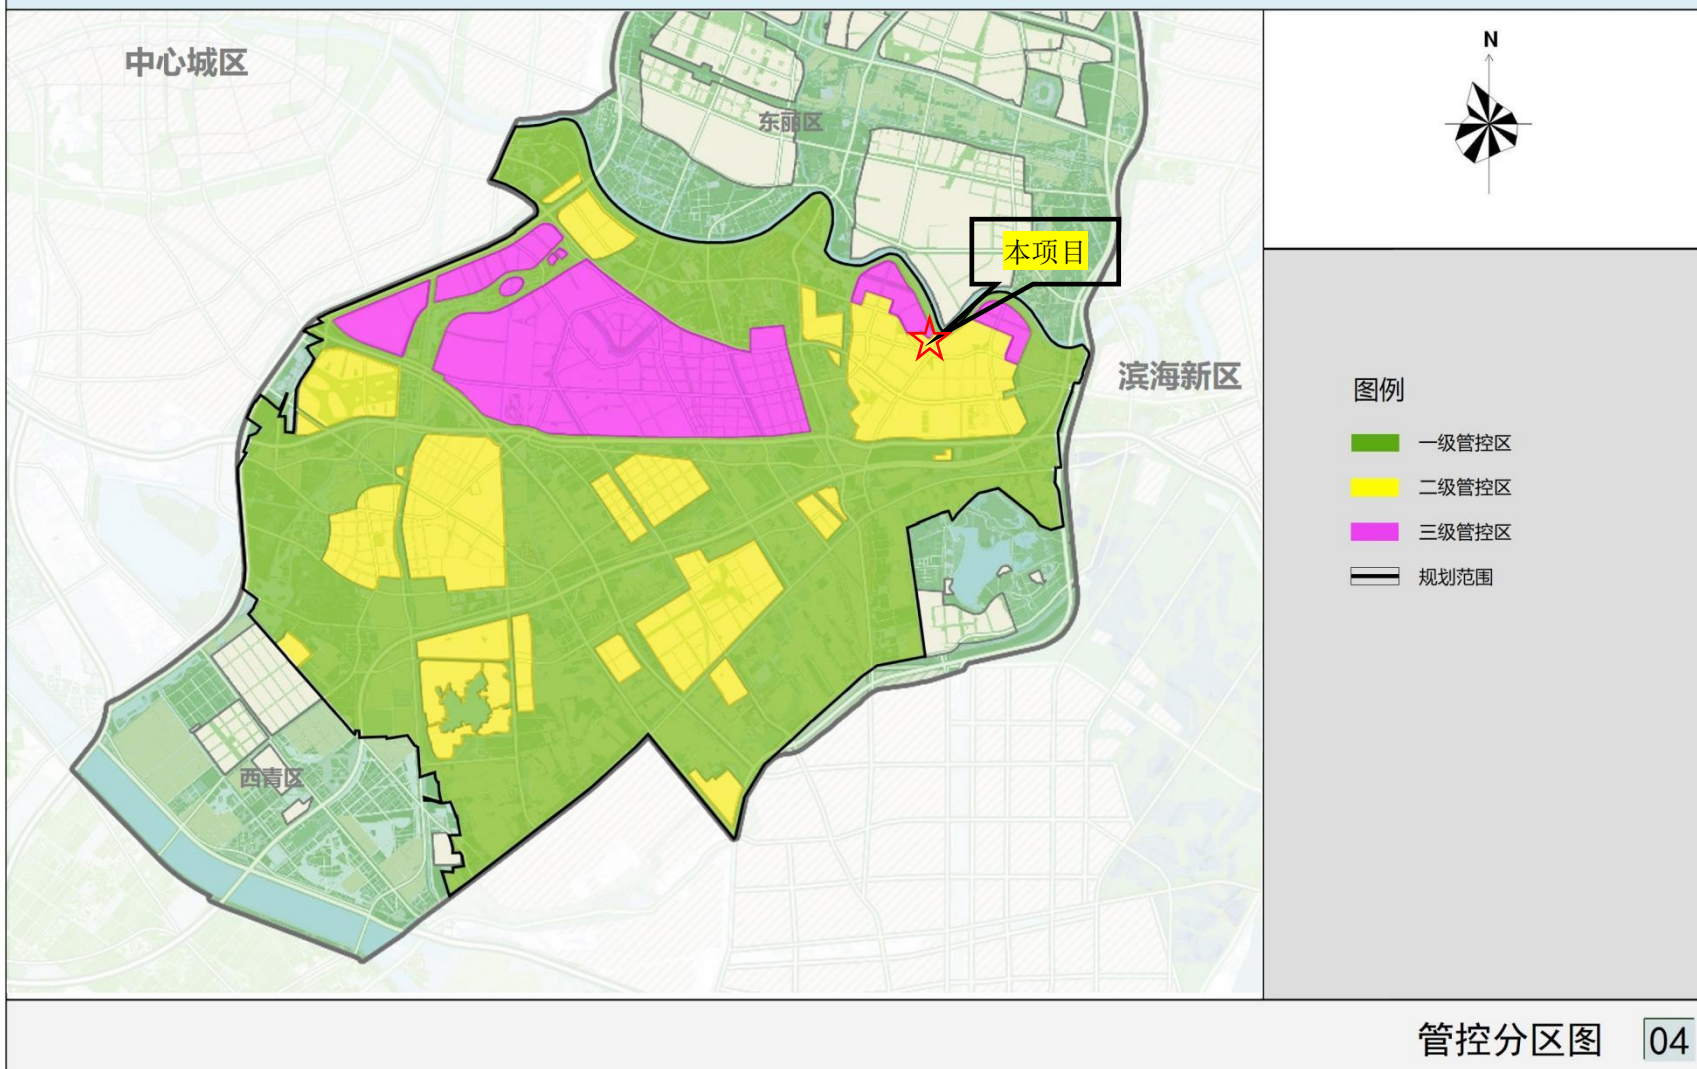 中心城区
东丽区
本项目
滨海新区
西青区
N
图例
一级管控区
二级管控区
三级管控区
规划范围
管控分区图 04